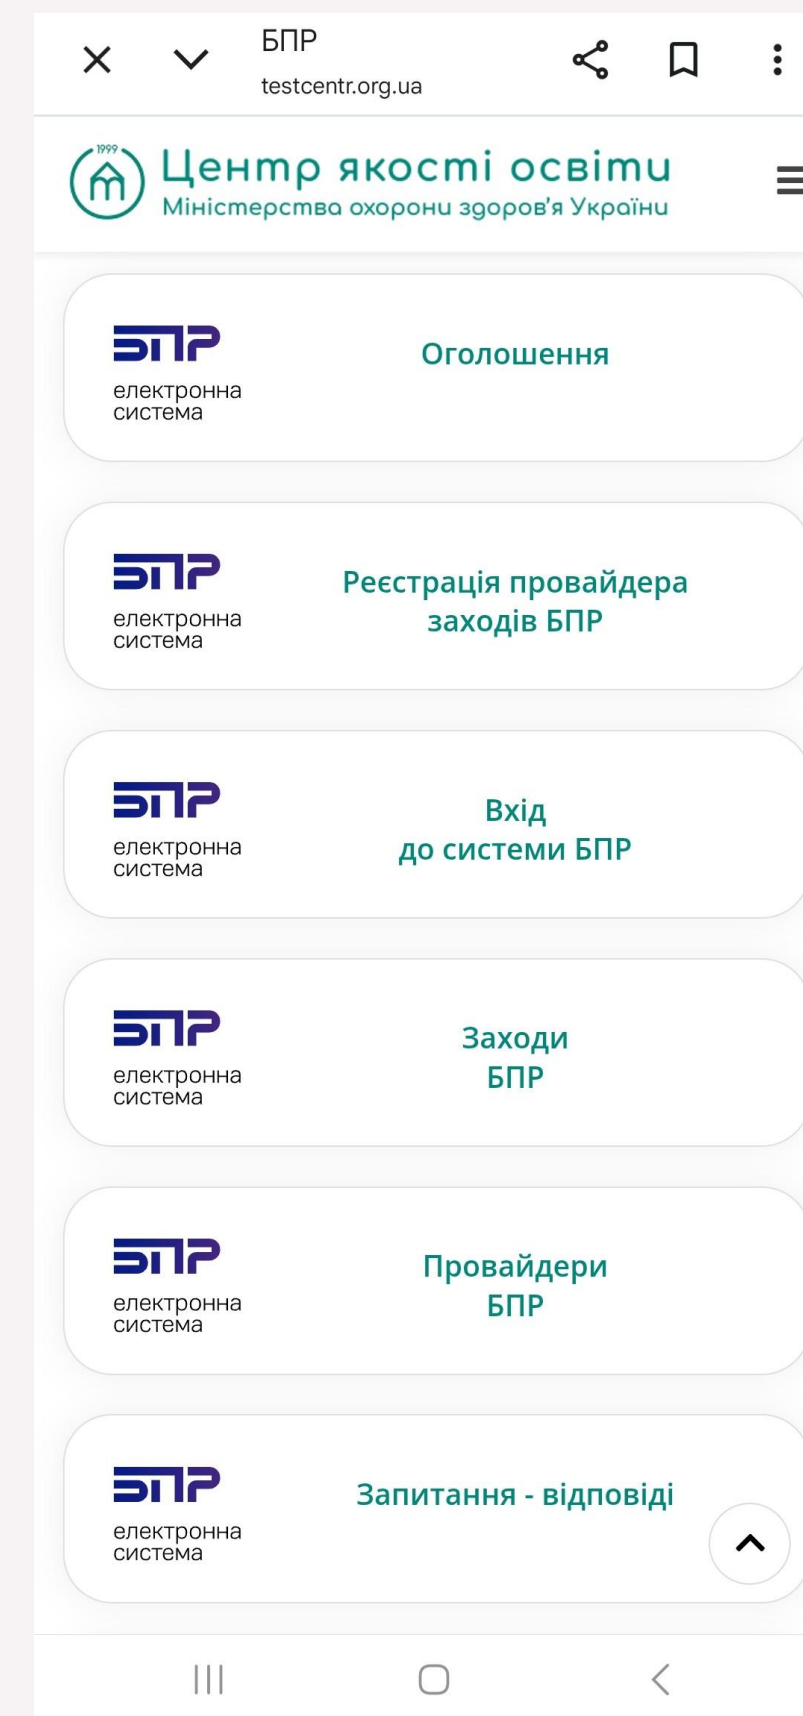 БПР
testcentr.org.ua
1999
Центр якості освіти
Міністерства охорони здоров'я України
БПР
електронна
система
Оголошення
БПР
електронна
система
Реєстрація провайдера
заходів БПР
БПР
електронна
система
Вхід
до системи БПР
БПР
електронна
система
Заходи
БПР
БПР
електронна
система
Провайдери
БПР
БПР
електронна
система
Запитання - відповіді